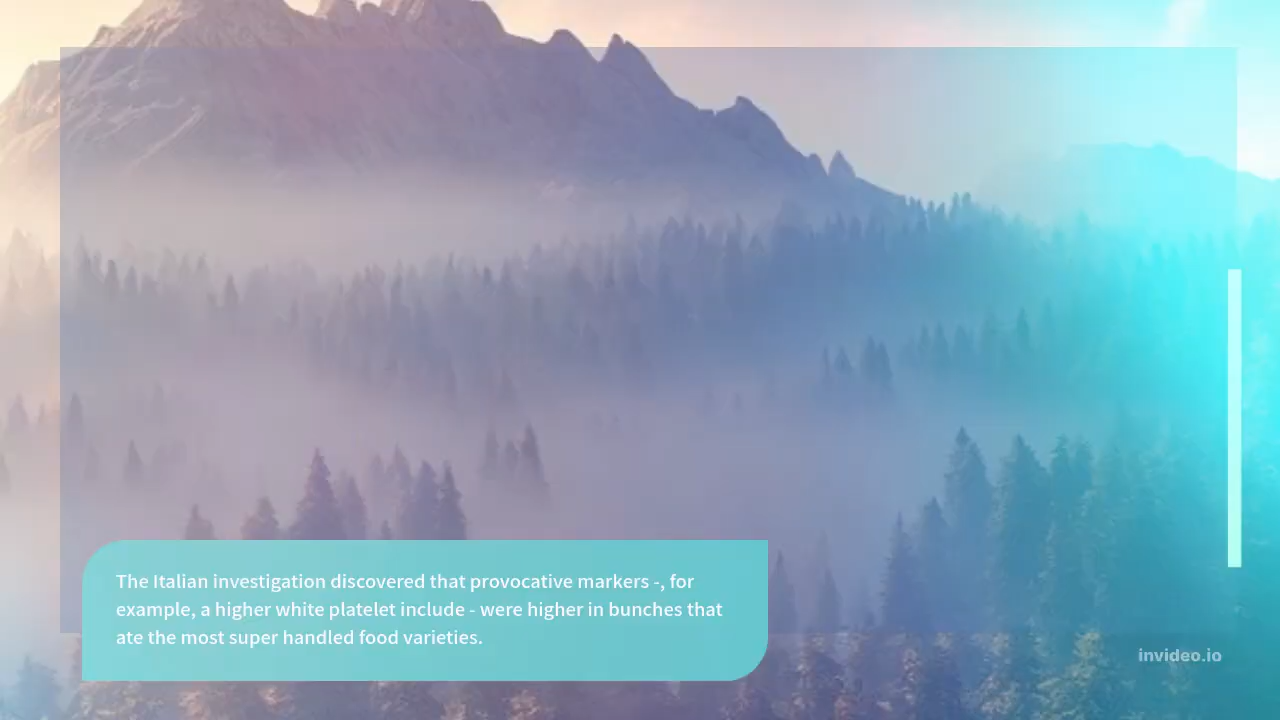 The Italian investigation discovered that provocative markers -, for
example, a higher white platelet include - were higher in bunches that
ate the most super handled food varieties.
invideo.io